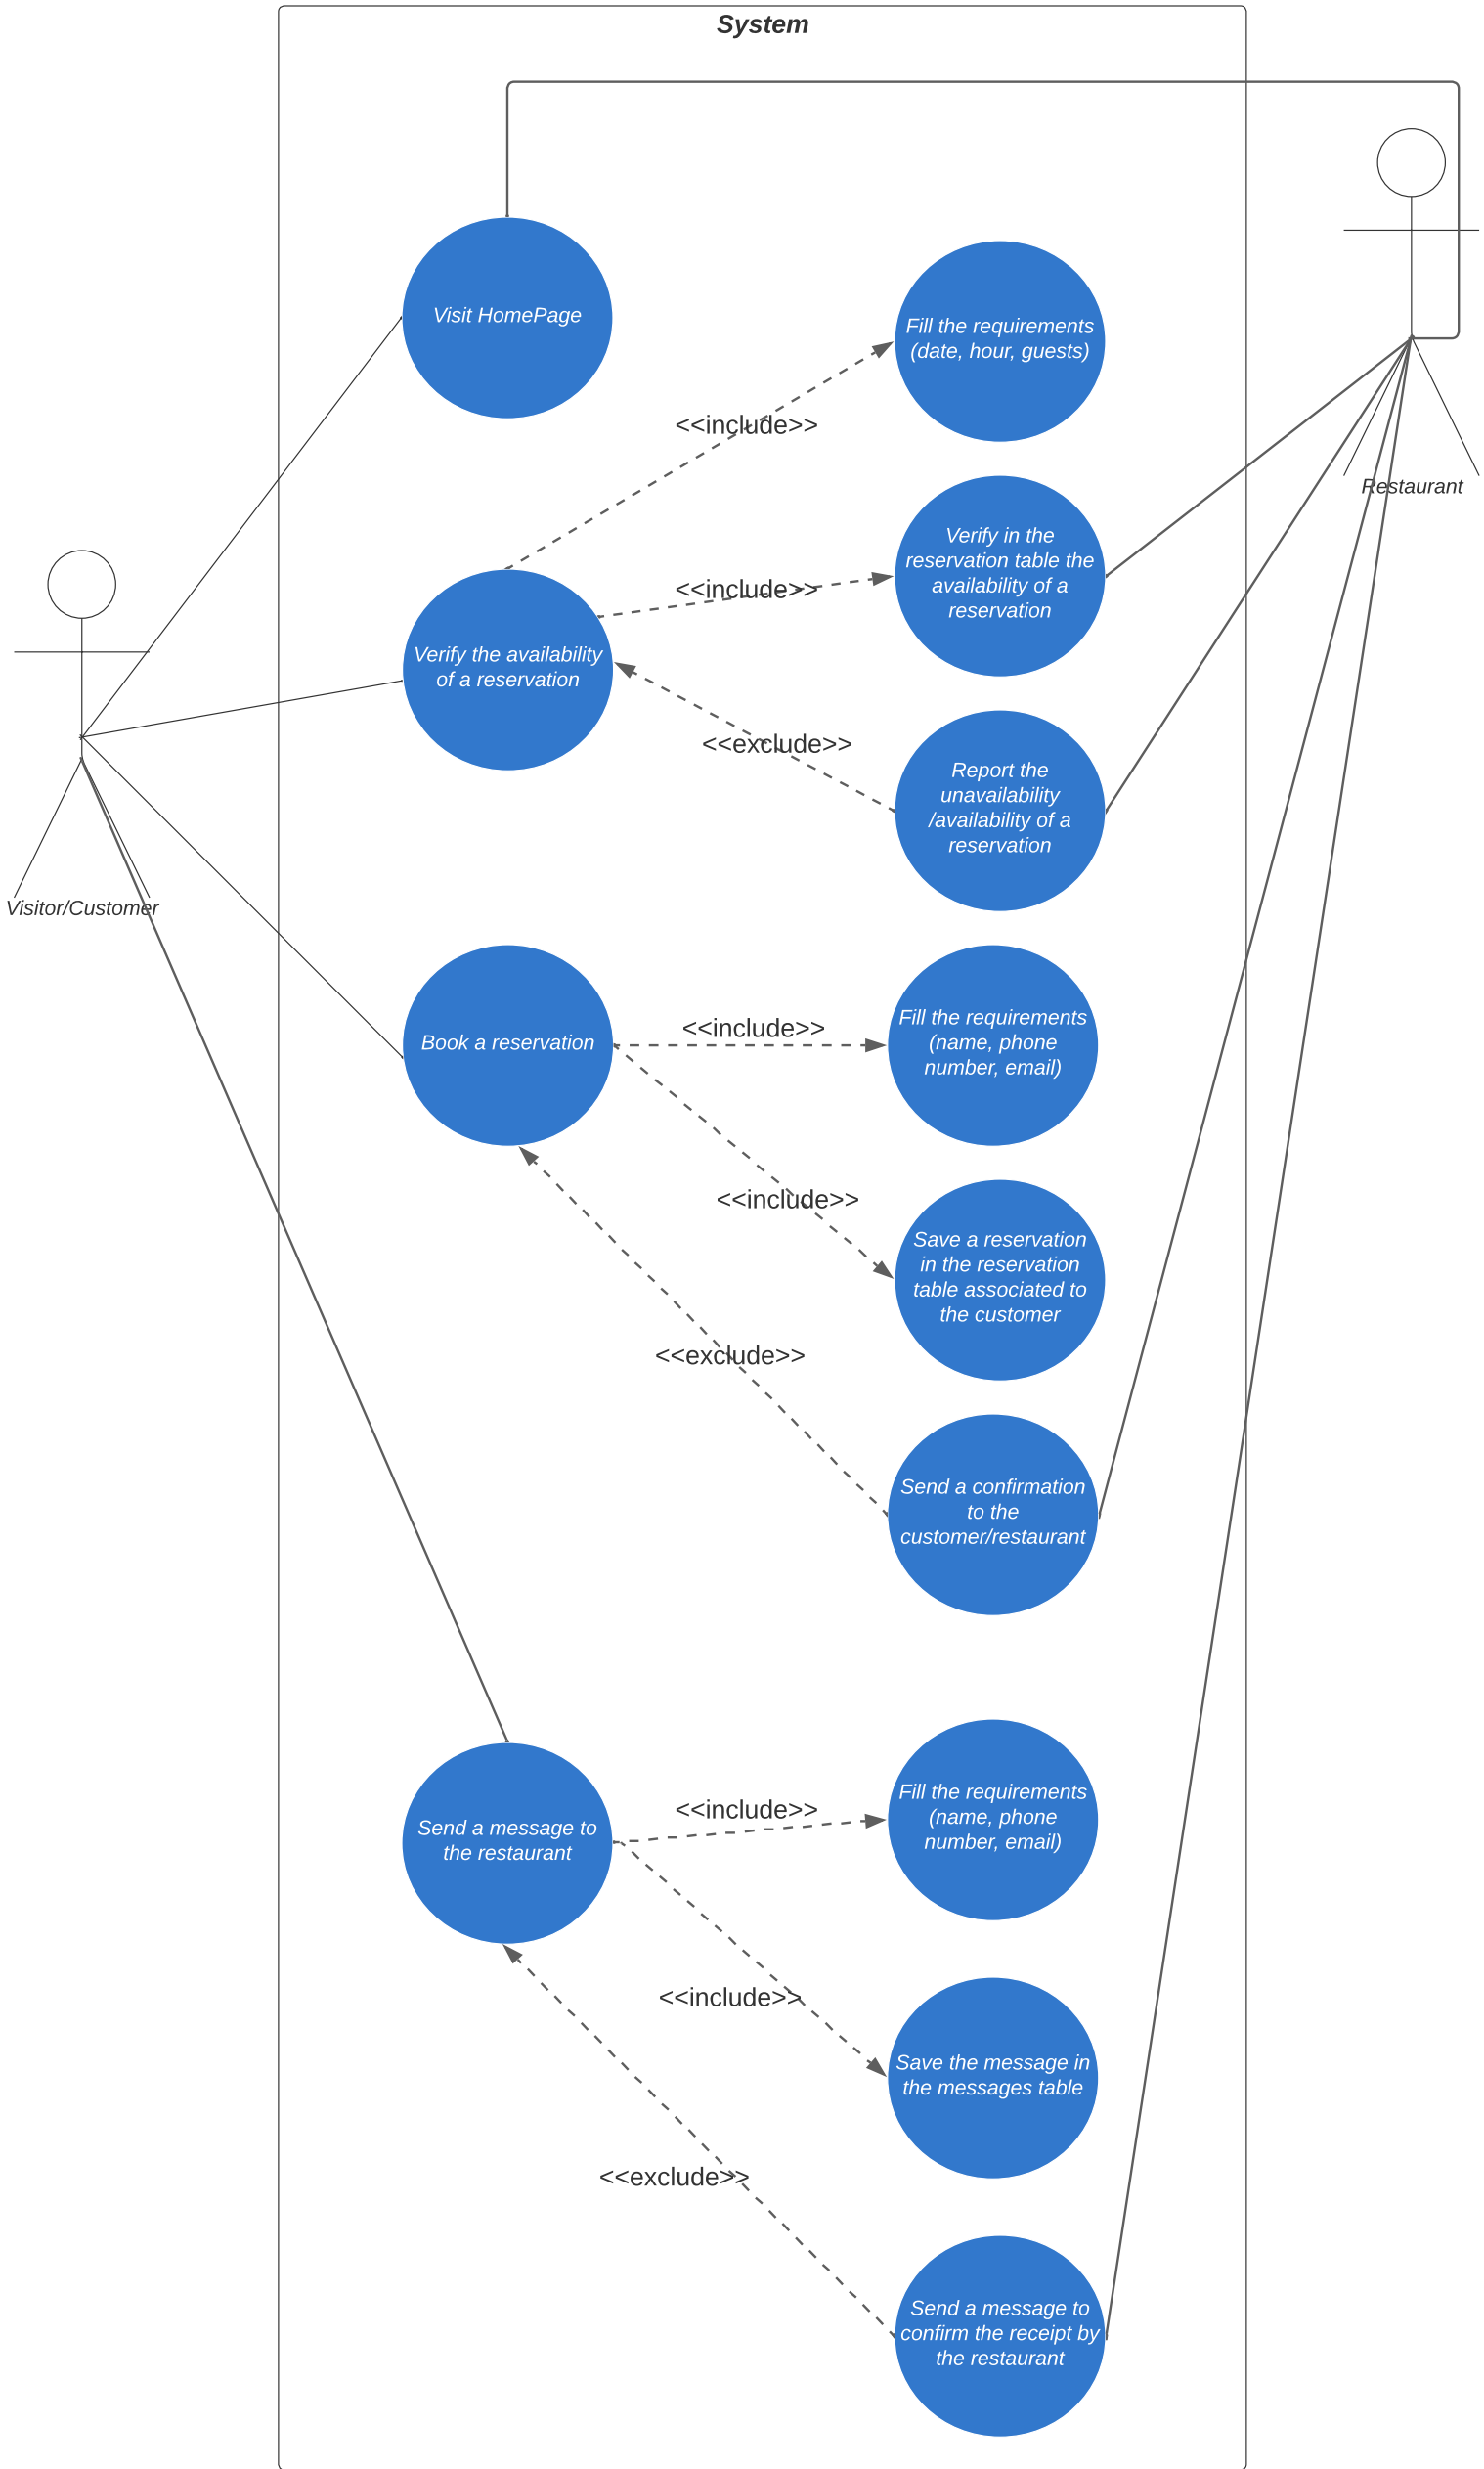 System
Visit HomePage
Fill the requirements
(date, hour, guests)
<<include>>
Restaurant
Verify in the
reservation table the
availability of a
reservation
<<include>>
Verify the availability
of a reservation
<<exclude>>
Report the
unavailability
/availability of a
reservation
Visitor/Customer
Book a reservation
<<include>>
Fill the requirements
(name, phone
number, email)
<<include>>
Save a reservation
in the reservation
table associated to
the customer
<<exclude>>
Send a confirmation
to the
customer/restaurant
Send a message to
the restaurant
<<include>>
Fill the requirements
(name, phone
number, email)
<<include>>
Save the message in
the messages table
<<exclude>>
Send a message to
confirm the receipt by
the restaurant